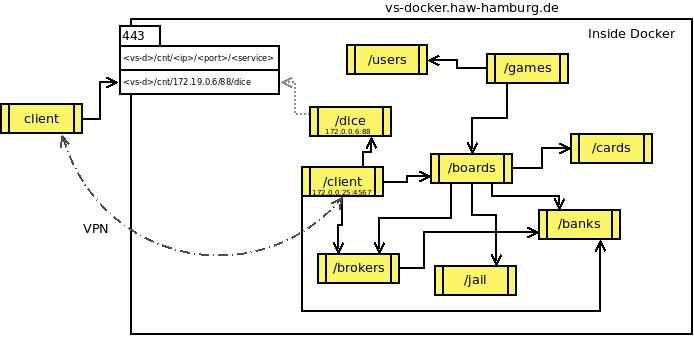 vs-docker.haw-hamburg.de
Inside Docker
443
<vs-d>/cnt/<ip>/<port>/<service>
<vs-d>/cnt/172.19.0.6/88/dice
/users
/games
client
/dice
172.0.0.6:88
/cards
/boards
/client
172.0.0.25:4567
/banks
VPN
/brokers
/jail